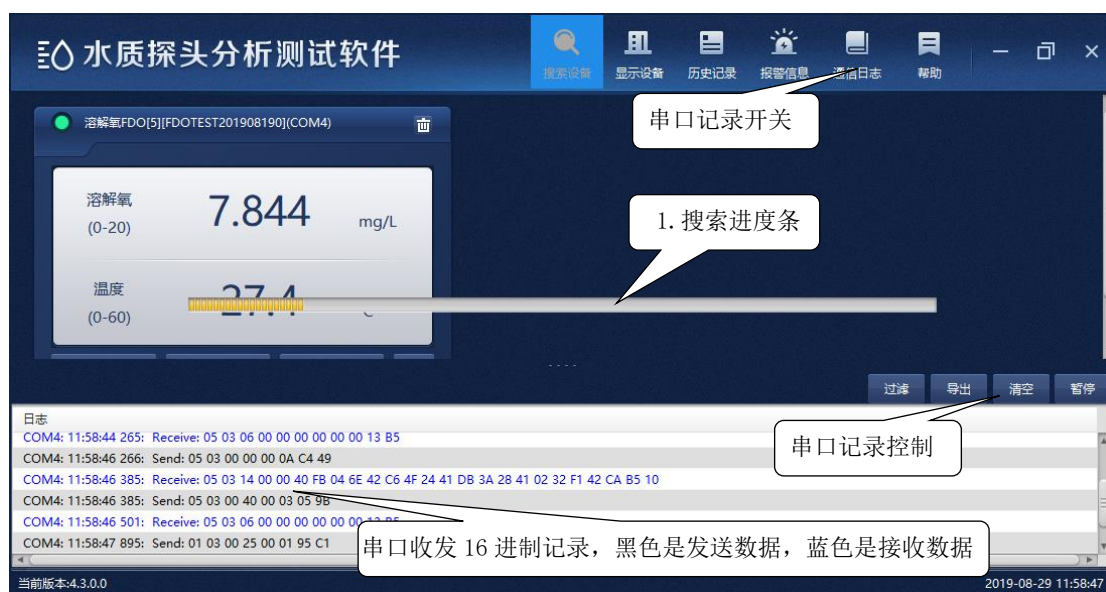 水质探头分析测试软件
搜索设备
显示设备
历史记录
报警信息
通信日志
帮助
串口记录开关
溶解氧FDO[5][FDOTEST201908190](COM4)
溶解氧
(0-20)
7.844
mg/L
1.搜索进度条
温度
(0-60)
27.4
过滤
导出
清空
暂停
日志
COM4: 11:58:44 265: Receive: 05 03 06 00 00 00 00 00 00 13 B5
COM4: 11:58:46 266: Send: 05 03 00 00 00 0A C4 49
COM4: 11:58:46 385: Receive: 05 03 14 00 00 40 FB 04 6E 42 C6 4F 24 41 DB 3A 28 41 02 32 F1 42 CA B5 10
COM4: 11:58:46 385: Send: 05 03 00 40 00 03 05 9B
COM4: 11:58:46 501: Receive: 05 03 06 00 00 00 00 00 00 13 B5
COM4: 11:58:47 895: Send: 01 03 00 25 00 01 95 C1
串口记录控制
串口收发 16 进制记录，黑色是发送数据，蓝色是接收数据
当前版本:4.3.0.0
2019-08-29 11:58:47